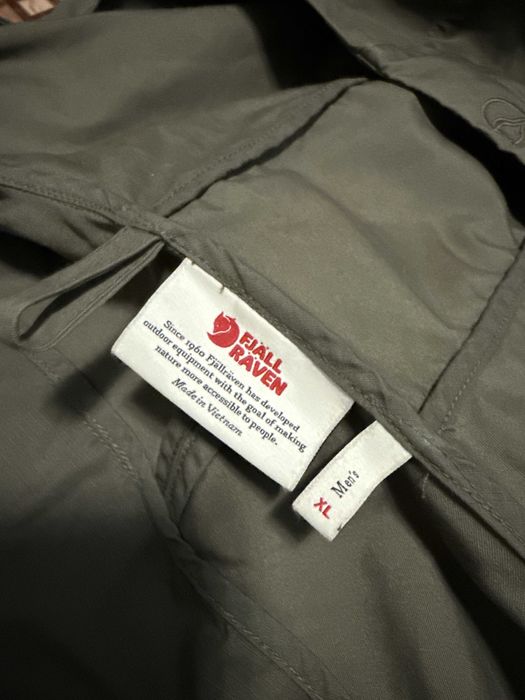 FJÄLL
RÄVEN
Since 1960 Fjällräven has developed
outdoor equipment with the goal of making
nature more accessible to people.
Made in Vietnam
Men's
XL